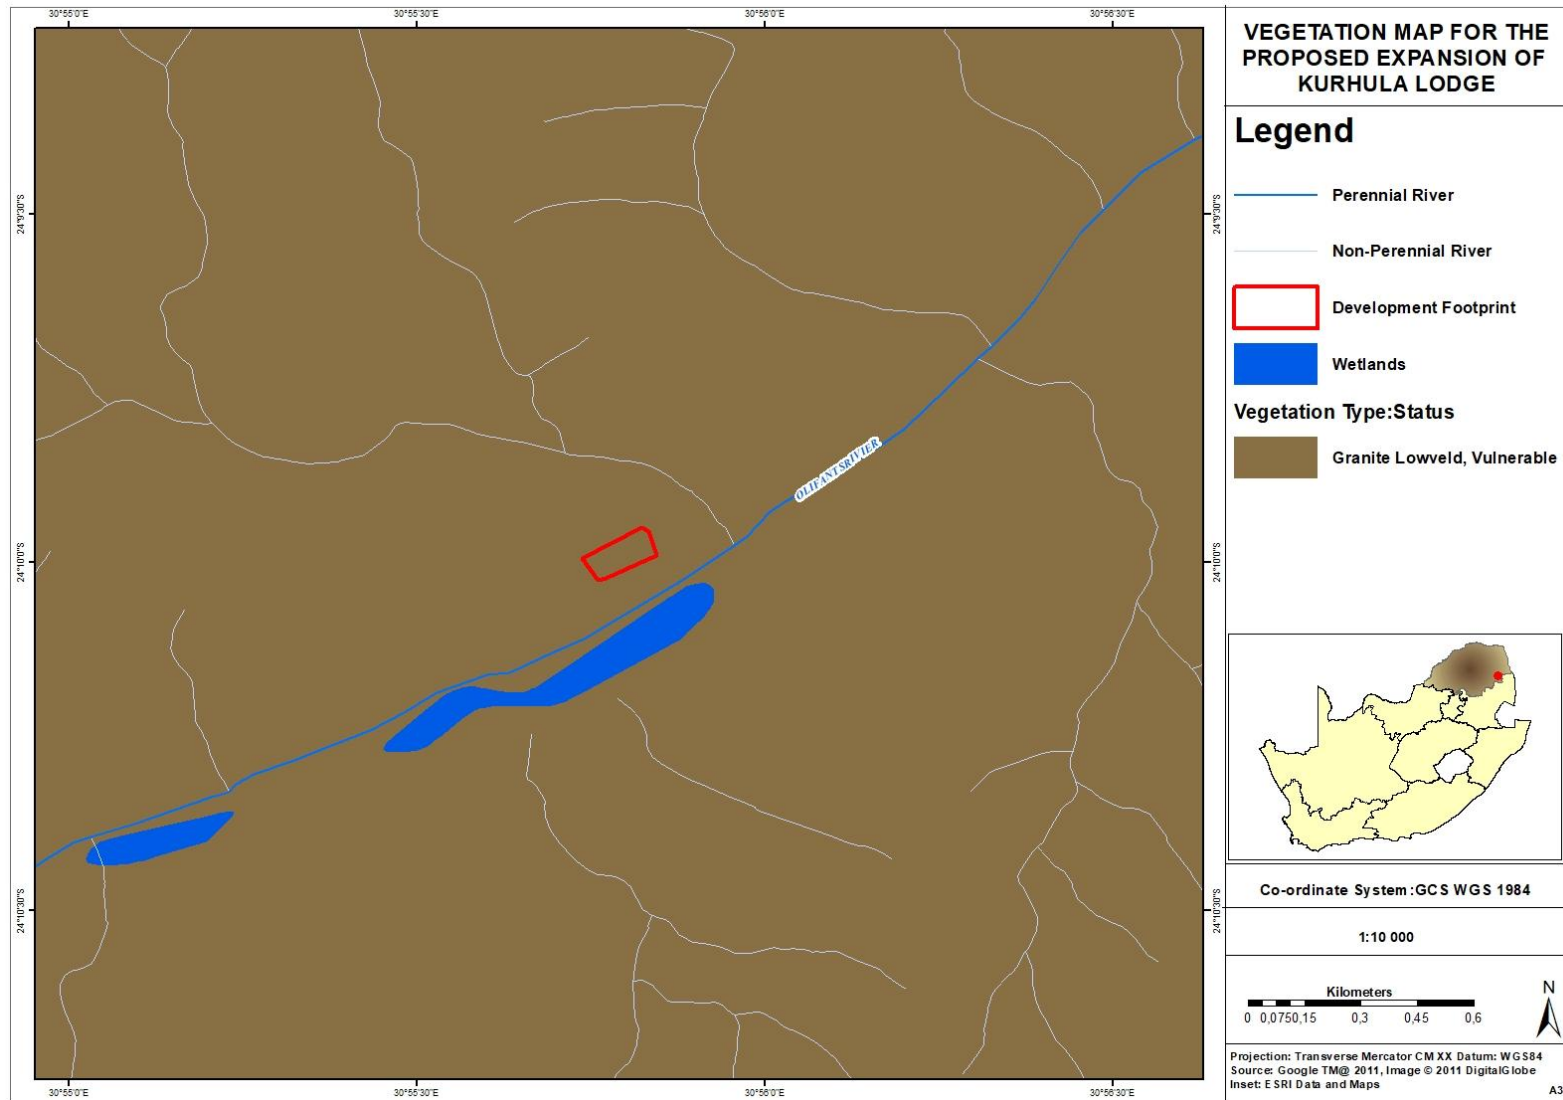 30°55'0"E
30°55'30"E
30°56'0"E
30°56'30"E
24°9'30"S
24°10'0"S
24°10'30"S
24°9'30"S
24°10'0"S
24°10'30"S
OLIFANTSRIVIER
30°55'0"E
30°55'30"E
30°56'0"E
30°56'30"E
VEGETATION MAP FOR THE
PROPOSED EXPANSION OF
KURHULA LODGE
Legend
Perennial River
Non-Perennial River
Development Footprint
Wetlands
Vegetation Type:Status
Granite Lowveld, Vulnerable
Co-ordinate System:GCS WGS 1984
1:10 000
Kilometers
0 0,0750,15 0,3 0,45 0,6
N
Projection: Transverse Mercator CM XX Datum: WGS84
Source: Google TM@ 2011, Image © 2011 DigitalGlobe
Inset: ESRI Data and Maps
A3